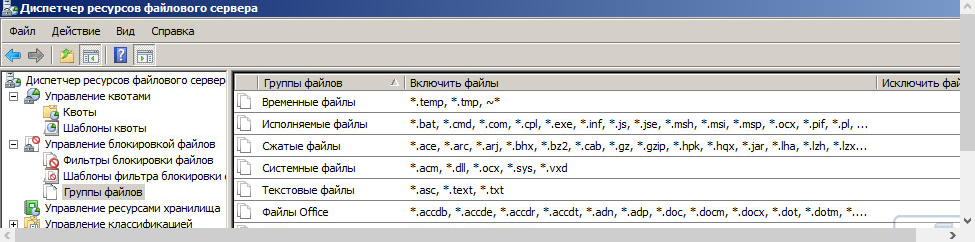 Диспетчер ресурсов файлового сервера
Файл Действие Вид Справка
Диспетчер ресурсов файлового сервер
Управление квотами
Квоты
Шаблоны квоты
Управление блокировкой файлов
Фильтры блокировки файлов
Шаблоны фильтра блокировки
Группы файлов
Управление ресурсами хранилища
Управление классификацией
Группы файлов Включить файлы Исключить фай
Временные файлы *.temp, *.tmp, ~*
Исполняемые файлы *.bat, *.cmd, *.com, *.cpl, *.exe, *.inf, *.js, *.jse, *.msh, *.msi, *.msp, *.ocx, *.pif, *.pl, ...
Сжатые файлы *.ace, *.arc, *.arj, *.bhx, *.bz2, *.cab, *.gz, *.gzip, *.hpk, *.hqx, *.jar, *.lha, *.lzh, *.lzx...
Системные файлы *.acm, *.dll, *.ocx, *.sys, *.vxd
Текстовые файлы *.asc, *.text, *.txt
Файлы Office *.accdb, *.accde, *.accdr, *.accdt, *.adn, *.adp, *.doc, *.docm, *.docx, *.dot, *.dotm, *....